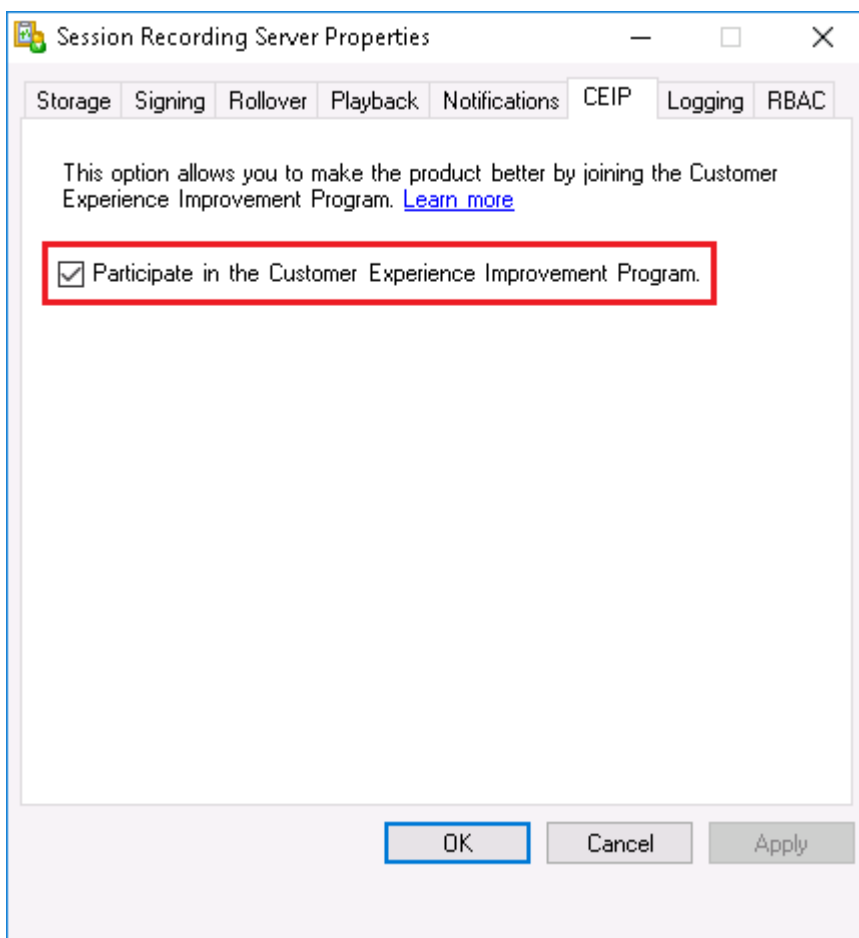 Session Recording Server Properties
Storage Signing Rollover Playback Notifications CEIP Logging RBAC
This option allows you to make the product better by joining the Customer
Experience Improvement Program. Learn more
Participate in the Customer Experience Improvement Program.
OK Cancel Apply